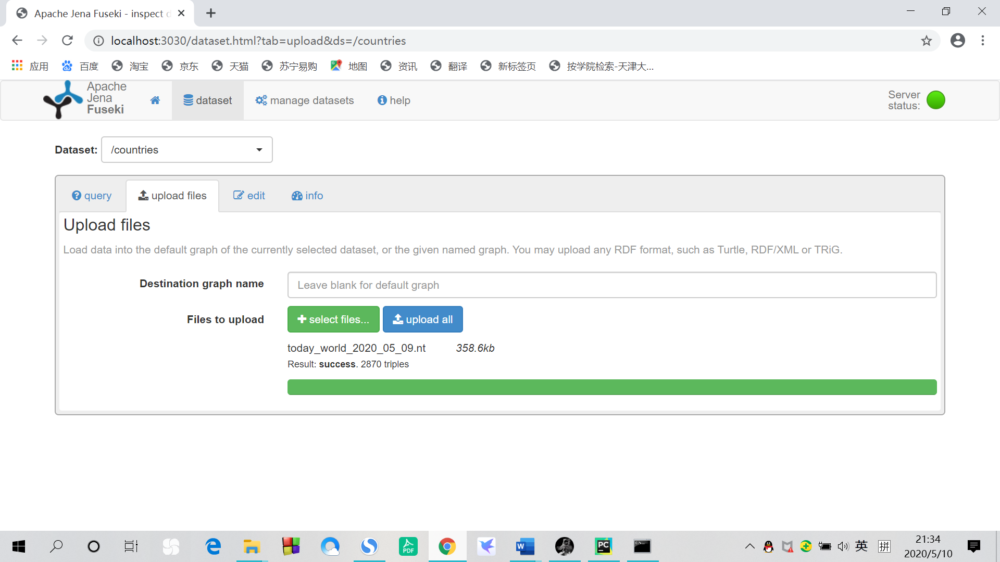 Apache Jena Fuseki - inspect d
localhost:3030/dataset.html?tab=upload&ds=/countries
应用 百度 淘宝 京东 天猫 苏宁易购 地图 资讯 翻译 新标签页 按学院检索-天津大...
Apache
Jena
Fuseki
dataset manage datasets help
Server
status:
Dataset: /countries
query upload files edit info
Upload files
Load data into the default graph of the currently selected dataset, or the given named graph. You may upload any RDF format, such as Turtle, RDF/XML or TRiG.
Destination graph name Leave blank for default graph
Files to upload select files... upload all
today_world_2020_05_09.nt 358.6kb
Result: success. 2870 triples
PDF
W
PC
英 拼
21:34
2020/5/10